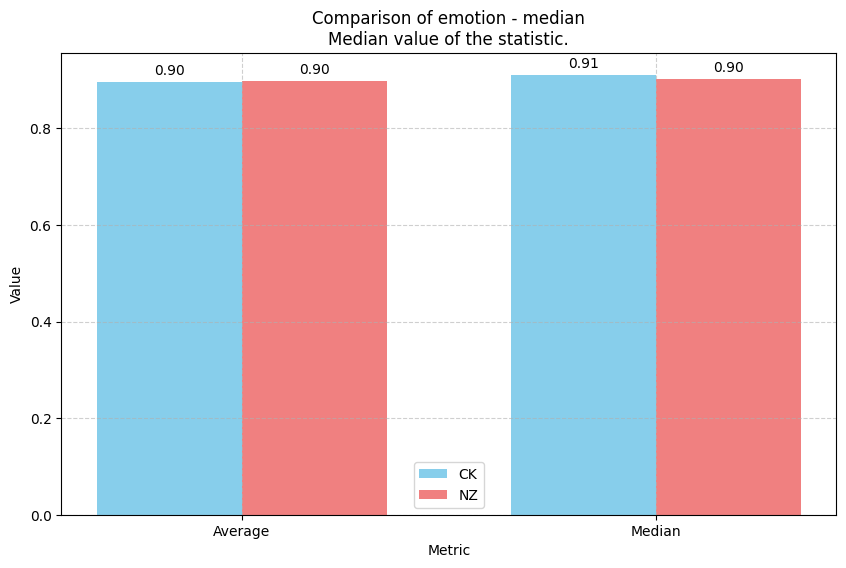 Comparison of emotion - median
Median value of the statistic.
0.90
0.90
0.91
0.90
0.8
0.6
0.4
0.2
0.0
Value
CK
NZ
Average
Median
Metric